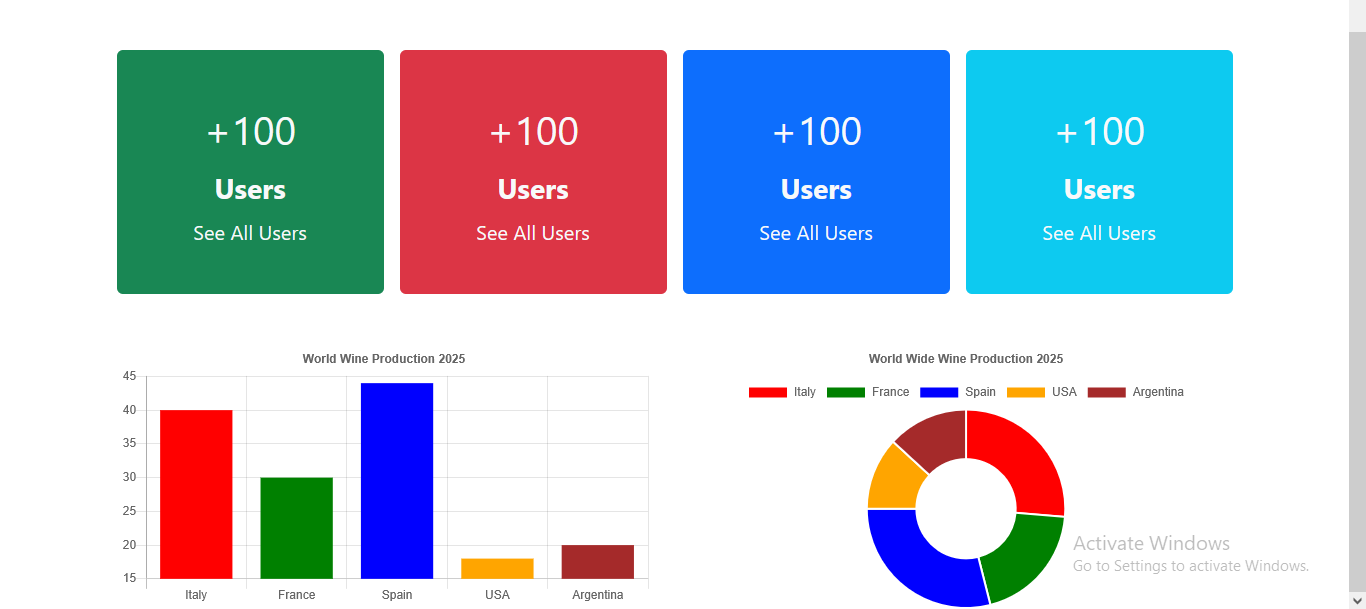 +100
Users
See All Users
+100
Users
See All Users
+100
Users
See All Users
+100
Users
See All Users
World Wine Production 2025
45
40
35
30
25
20
15
Italy France Spain USA Argentina
World Wide Wine Production 2025
Italy France Spain USA Argentina
Activate Windows
Go to Settings to activate Windows.